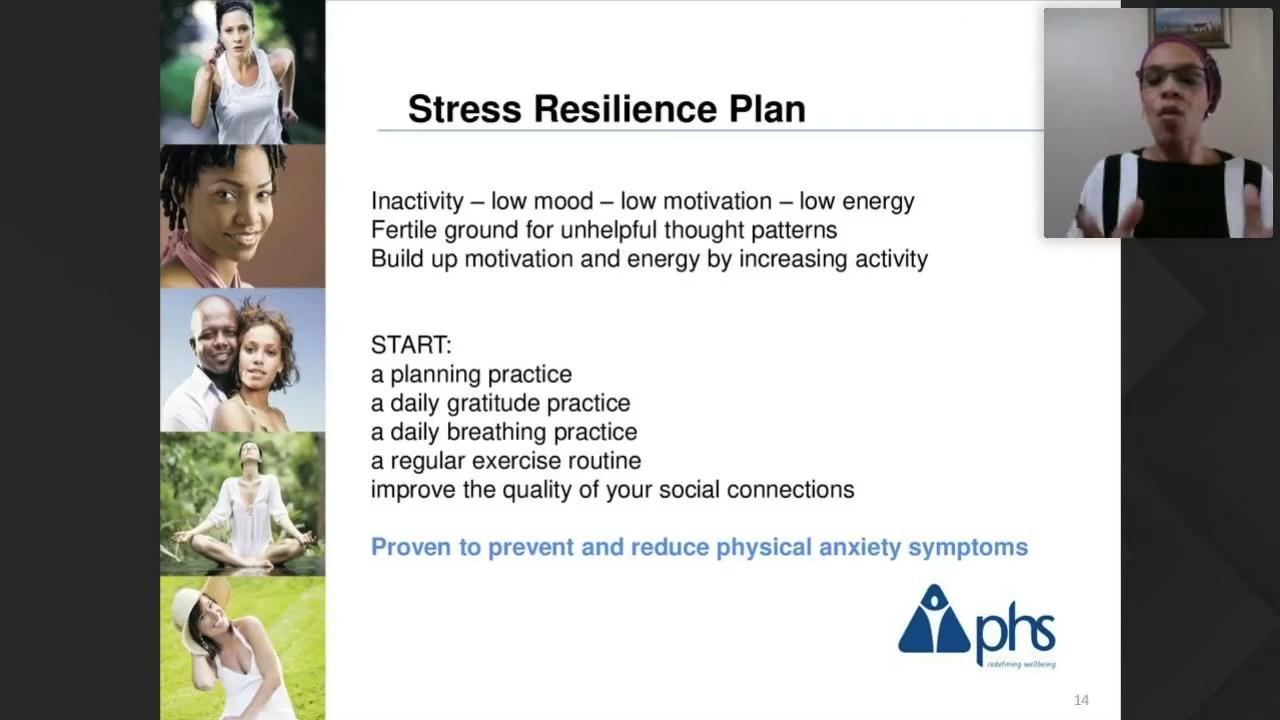 Stress Resilience Plan
Inactivity – low mood – low motivation – low energy
Fertile ground for unhelpful thought patterns
Build up motivation and energy by increasing activity
START:
a planning practice
a daily gratitude practice
a daily breathing practice
a regular exercise routine
improve the quality of your social connections
Proven to prevent and reduce physical anxiety symptoms
phs
redefining wellbeing
14